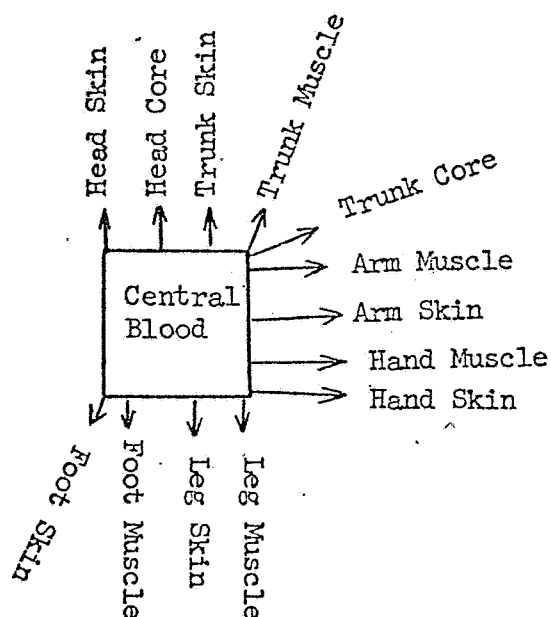 Head Skin
Head Core
Trunk Skin
Trunk Muscle
Trunk Core
Arm Muscle
Central
Blood
Arm Skin
Hand Muscle
Hand Skin
Foot Skin
Foot Muscle
Leg Skin
Leg Muscle